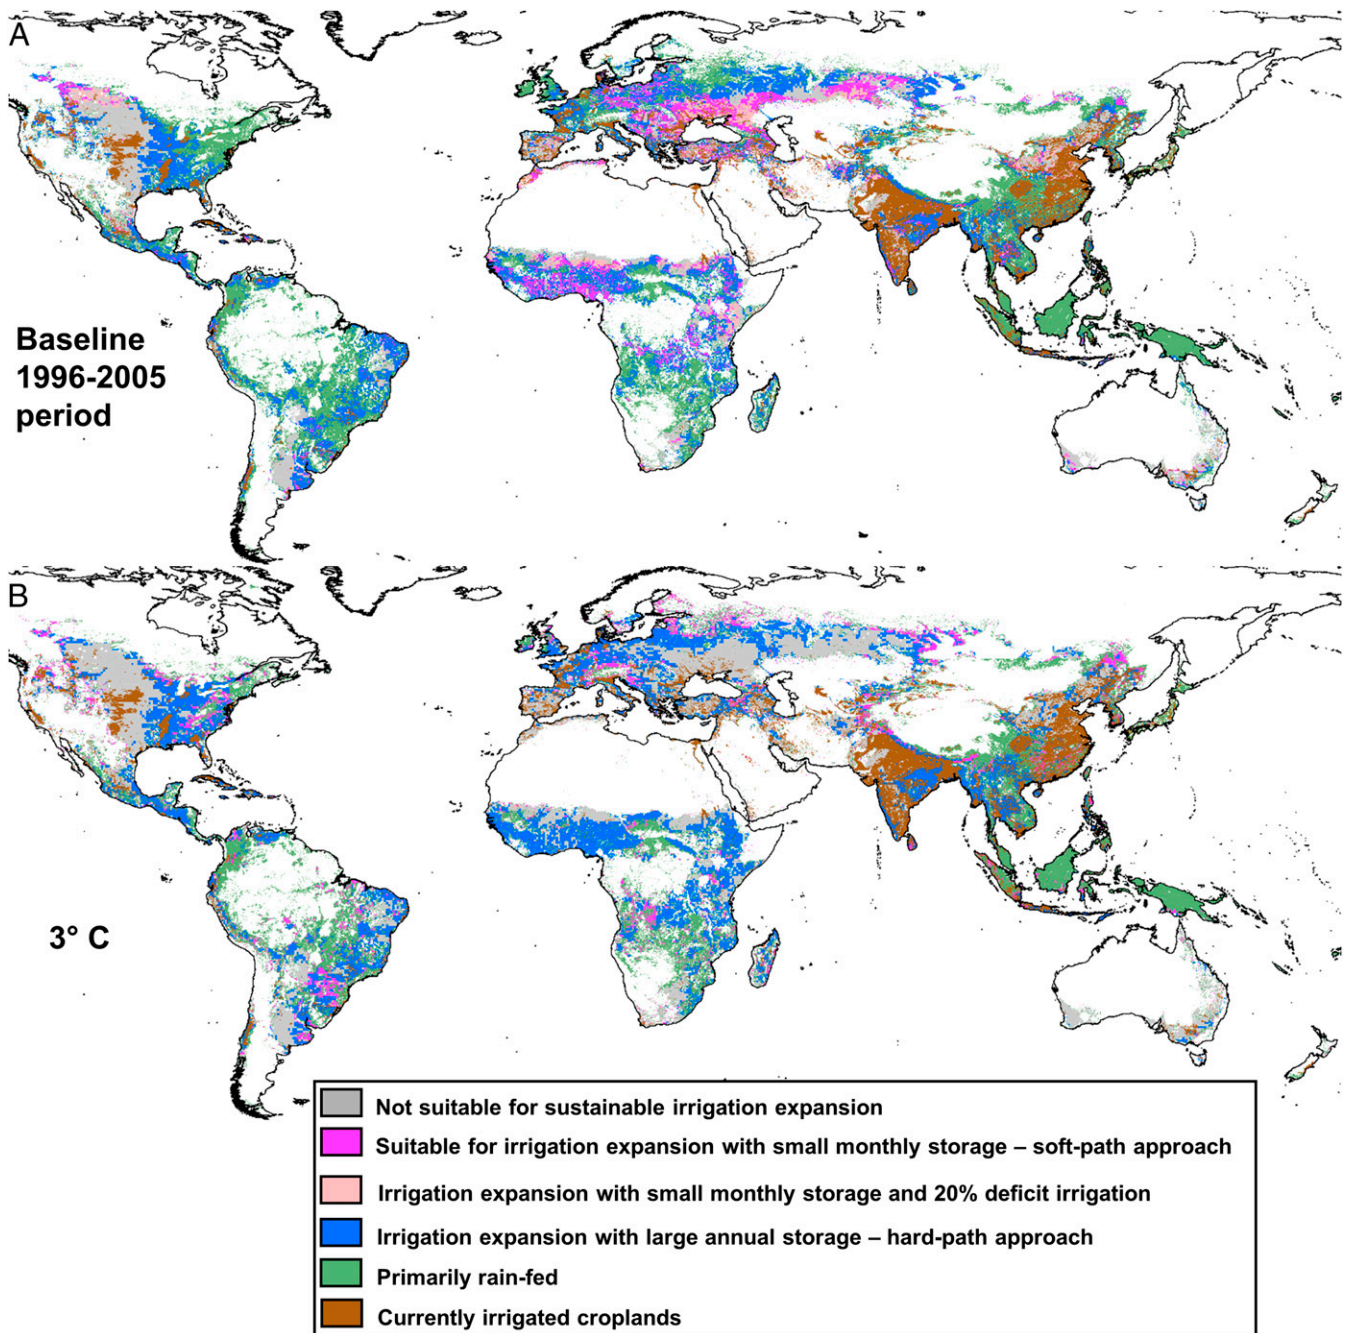 A
Baseline
1996-2005
period
B
3° C
Not suitable for sustainable irrigation expansion
Suitable for irrigation expansion with small monthly storage – soft-path approach
Irrigation expansion with small monthly storage and 20% deficit irrigation
Irrigation expansion with large annual storage – hard-path approach
Primarily rain-fed
Currently irrigated croplands